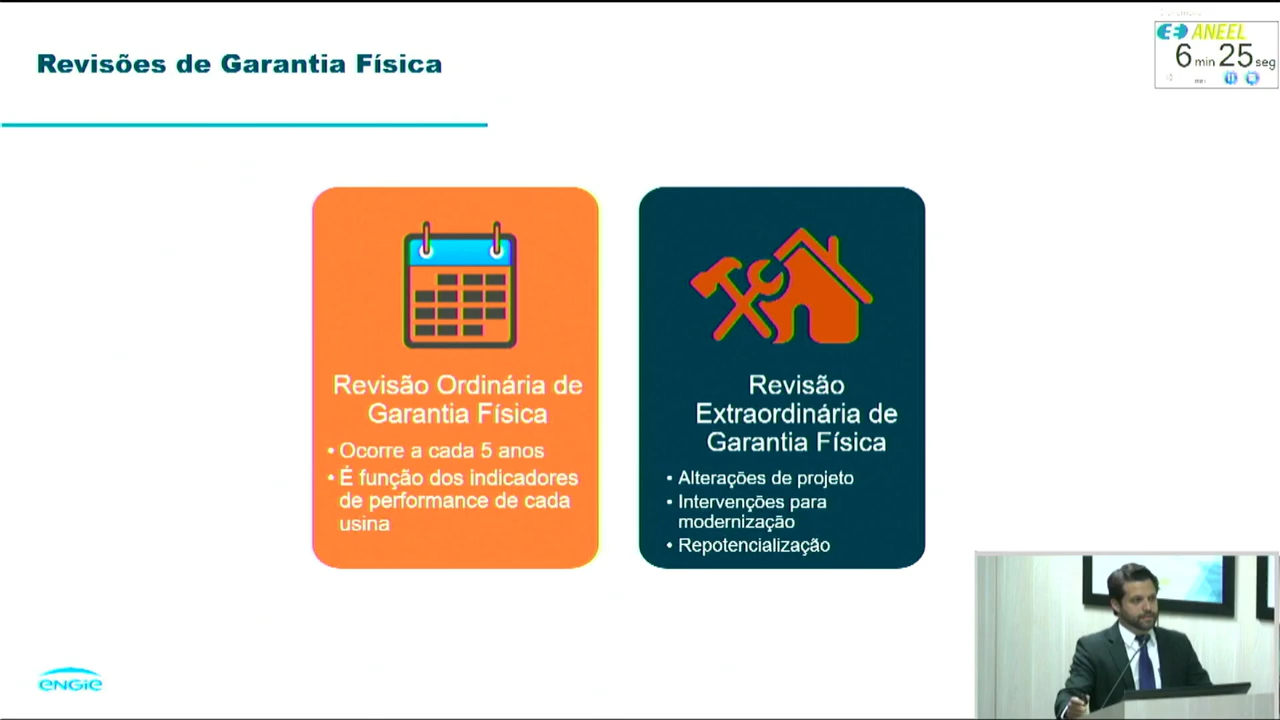 Revisões de Garantia Física
ANEEL
6 min 25 seg
Revisão Ordinária de
Garantia Física
• Ocorre a cada 5 anos
• É função dos indicadores
de performance de cada
usina
Revisão
Extraordinária de
Garantia Física
• Alterações de projeto
• Intervenções para
modernização
• Repotencialização
ENGIE